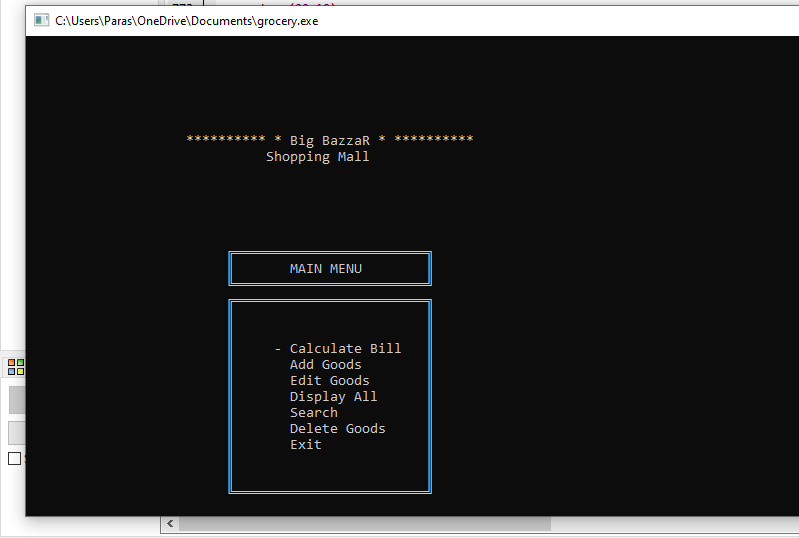 C:\Users\Paras\OneDrive\Documents\grocery.exe
********** * Big BazzaR * **********
Shopping Mall
MAIN MENU
- Calculate Bill
Add Goods
Edit Goods
Display All
Search
Delete Goods
Exit